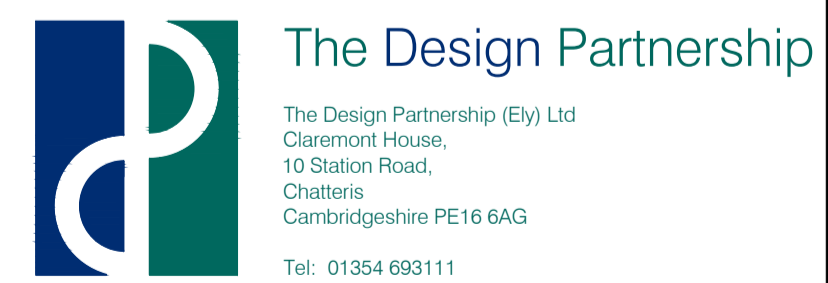 The Design Partnership
The Design Partnership (Ely) Ltd
Claremont House,
10 Station Road,
Chatteris
Cambridgeshire PE16 6AG
Tel: 01354 693111